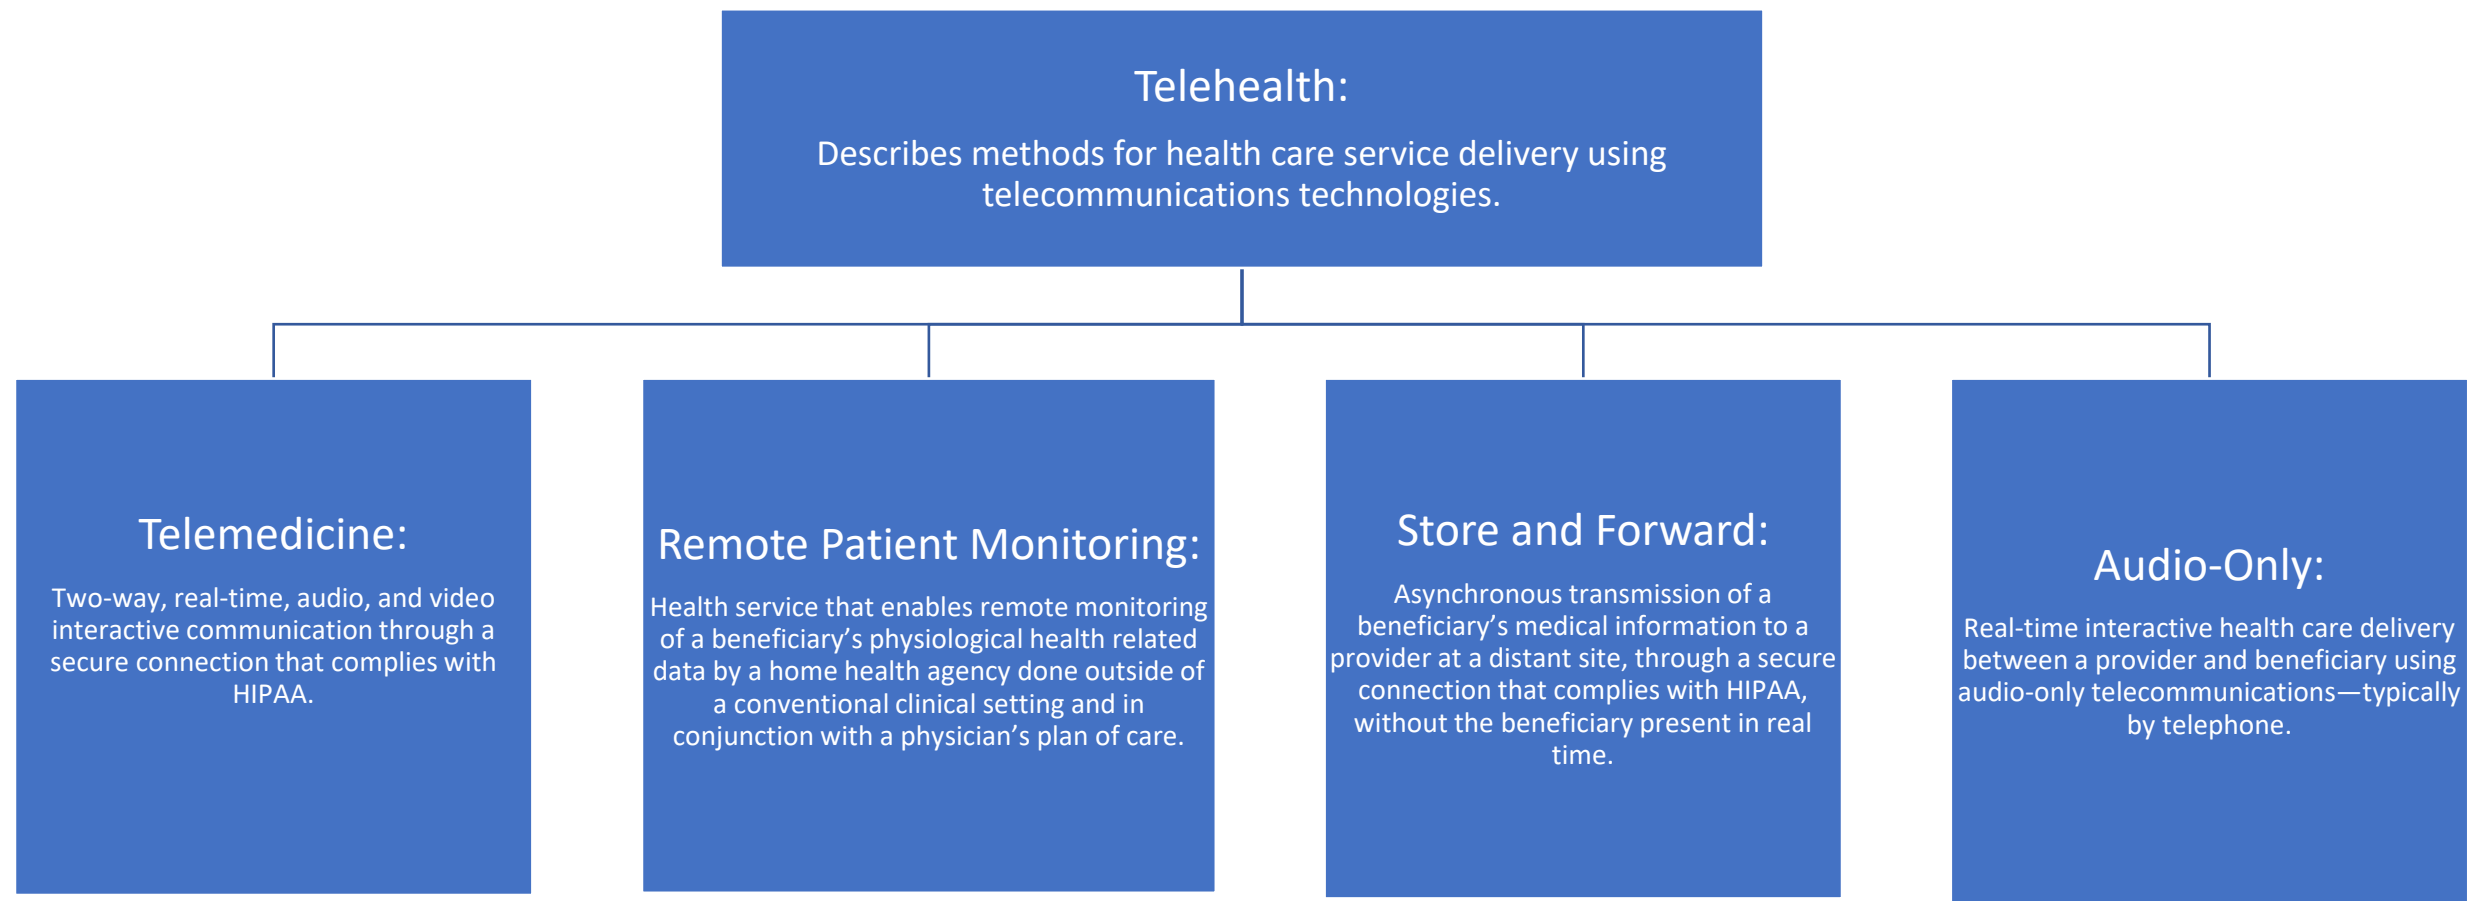 Telehealth:
Describes methods for health care service delivery using
telecommunications technologies.
Telemedicine:
Two-way, real-time, audio, and video
interactive communication through a
secure connection that complies with
HIPAA.
Remote Patient Monitoring:
Health service that enables remote monitoring
of a beneficiary’s physiological health related
data by a home health agency done outside of
a conventional clinical setting and in
conjunction with a physician’s plan of care.
Store and Forward:
Asynchronous transmission of a
beneficiary’s medical information to a
provider at a distant site, through a secure
connection that complies with HIPAA,
without the beneficiary present in real
time.
Audio-Only:
Real-time interactive health care delivery
between a provider and beneficiary using
audio-only telecommunications—typically
by telephone.